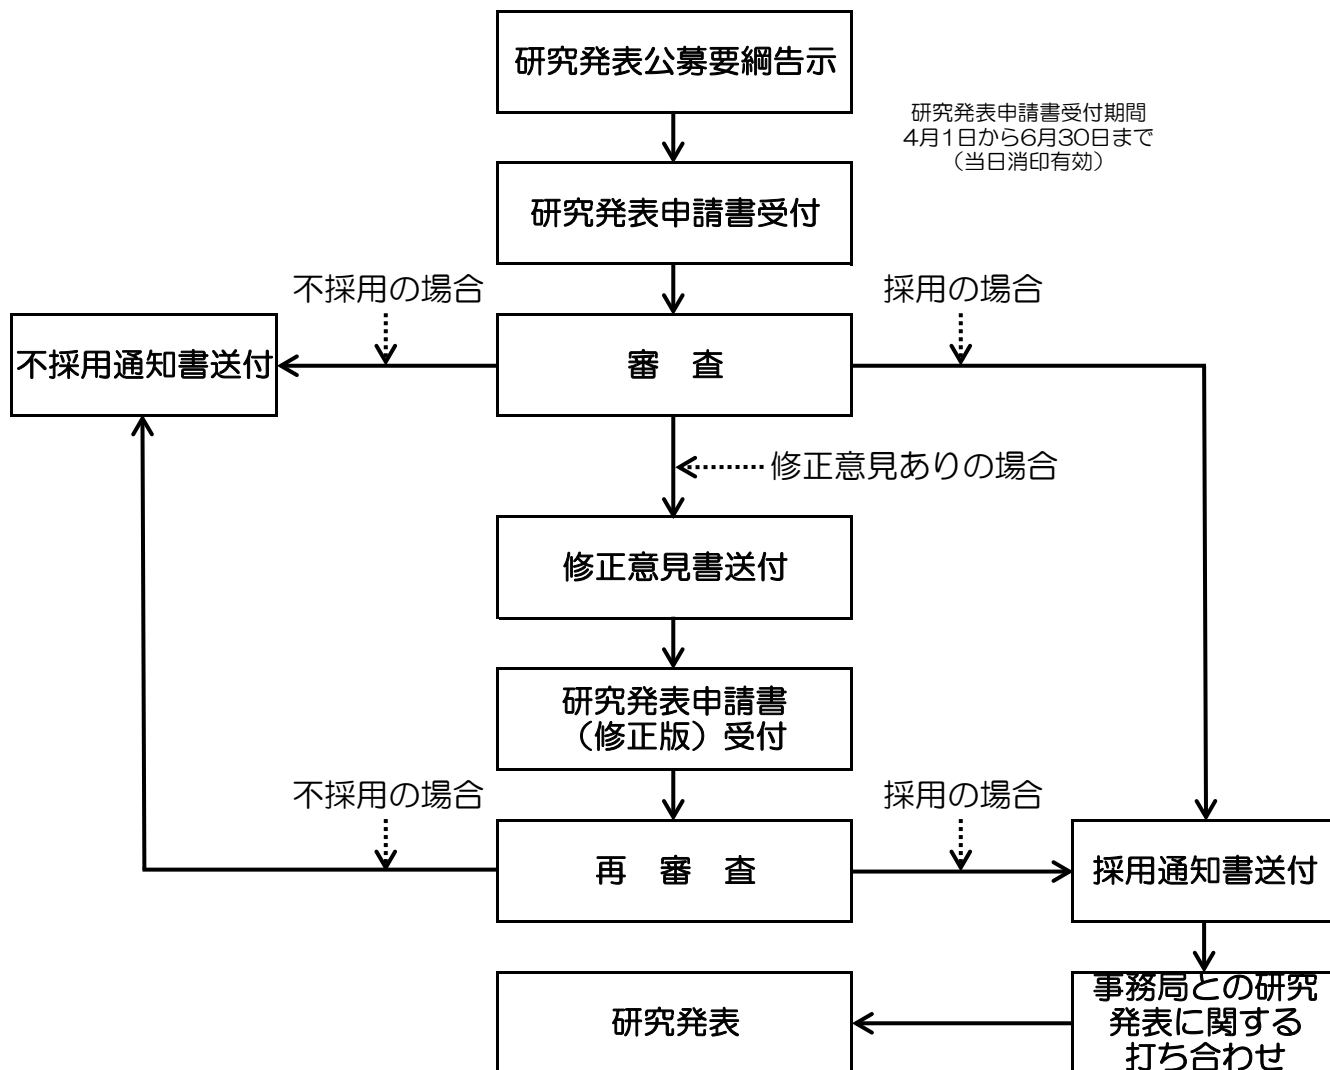 研究発表公募要綱告示
研究発表申請書受付期間
4月1日から6月30日まで
（当日消印有効）
研究発表申請書受付
不採用の場合
採用の場合
不採用通知書送付
審　査
修正意見ありの場合
修正意見書送付
研究発表申請書
（修正版）受付
不採用の場合
採用の場合
再　審　査
採用通知書送付
研究発表
事務局との研究
発表に関する
打ち合わせ